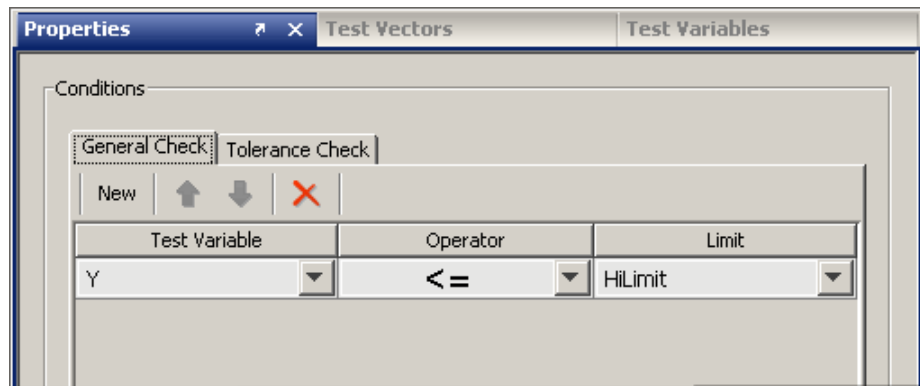 Properties Test Vectors Test Variables
Conditions
General Check Tolerance Check
New
Test Variable Operator Limit
Y <= HiLimit